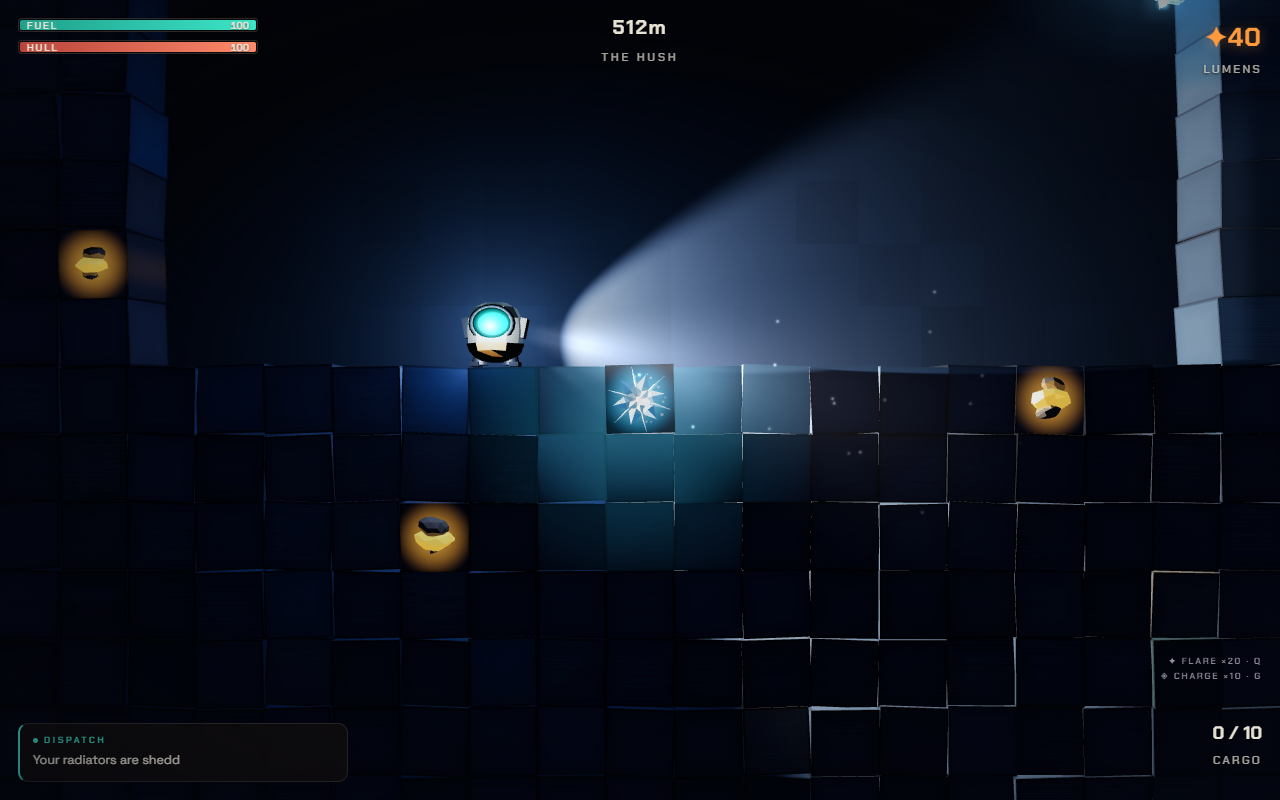 FUEL 100
HULL 100
512m
THE HUSH
✦40
LUMENS
✦ FLARE ×20 · Q
◉ CHARGE ×10 · G
DISPATCH
Your radiators are shedd
0 / 10
CARGO